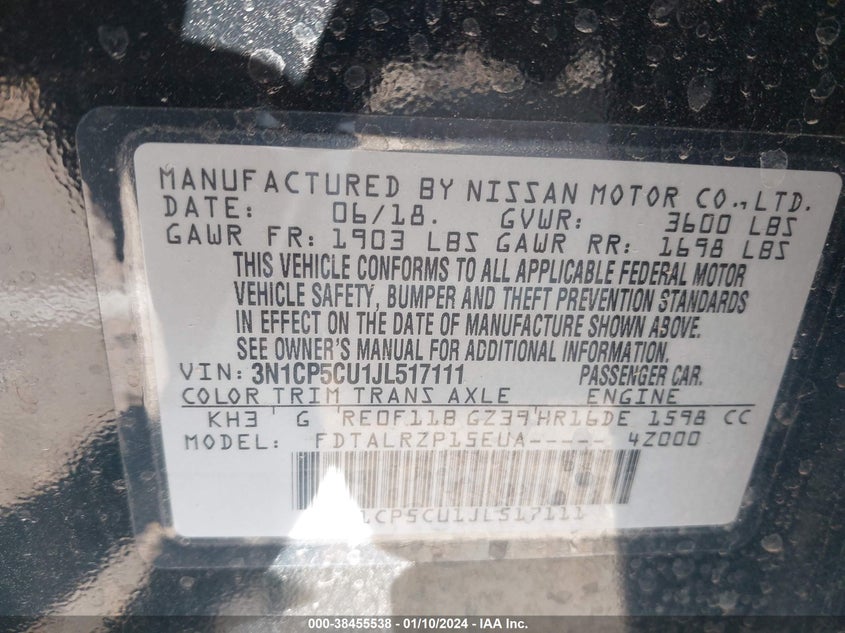 MANUFACTURED BY NISSAN MOTOR CO., LTD.
DATE: 06/18. GVWR: 3600 LBS
GAWR FR: 1903 LBS GAWR RR: 1698 LBS
THIS VEHICLE CONFORMS TO ALL APPLICABLE FEDERAL MOTOR
VEHICLE SAFETY, BUMPER AND THEFT PREVENTION STANDARDS
IN EFFECT ON THE DATE OF MANUFACTURE SHOWN ABOVE.
SEE OWNER'S MANUAL FOR ADDITIONAL INFORMATION.
VIN: 3N1CP5CU1JL517111 PASSENGER CAR.
COLOR TRIM TRANS AXLE ENGINE
KH3 G RE0F11B GZ39 HR16DE 1598 CC
MODEL: FDTALRZP15EUA----- 4Z000
1CP5CU1JL517111
000-38455538 - 01/10/2024 - IAA Inc.